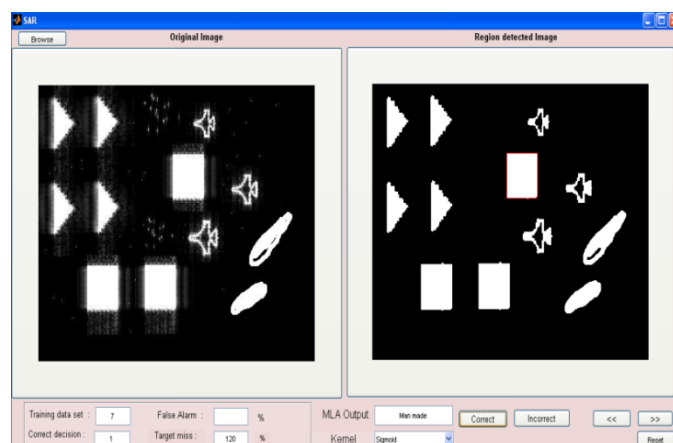 SAR
Browse
Original Image
Region detected Image
Training data set :
7
False Alarm :
%
MLA Output
Man made
Correct
Incorrect
<<
>>
Correct decision :
1
Target miss :
120
%
Kernel
Sigmoid
Reset